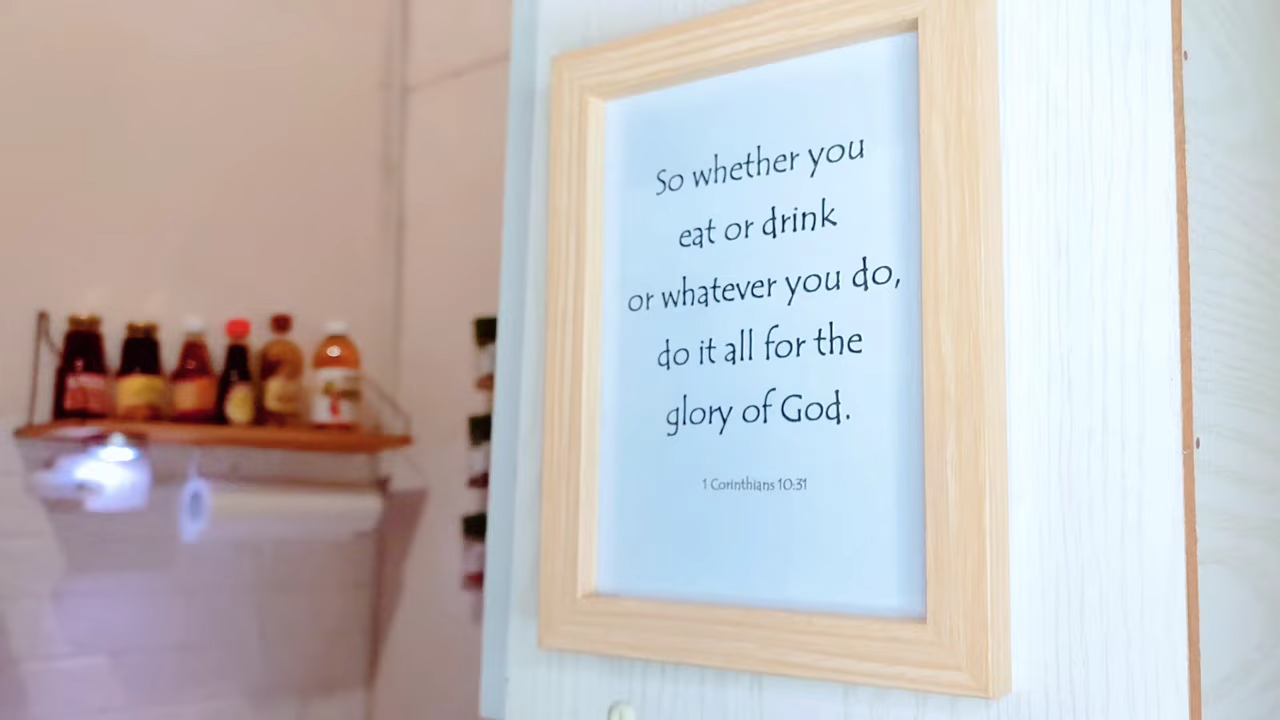 So whether you
eat or drink
or whatever you do,
do it all for the
glory of God.
1 Corinthians 10:31